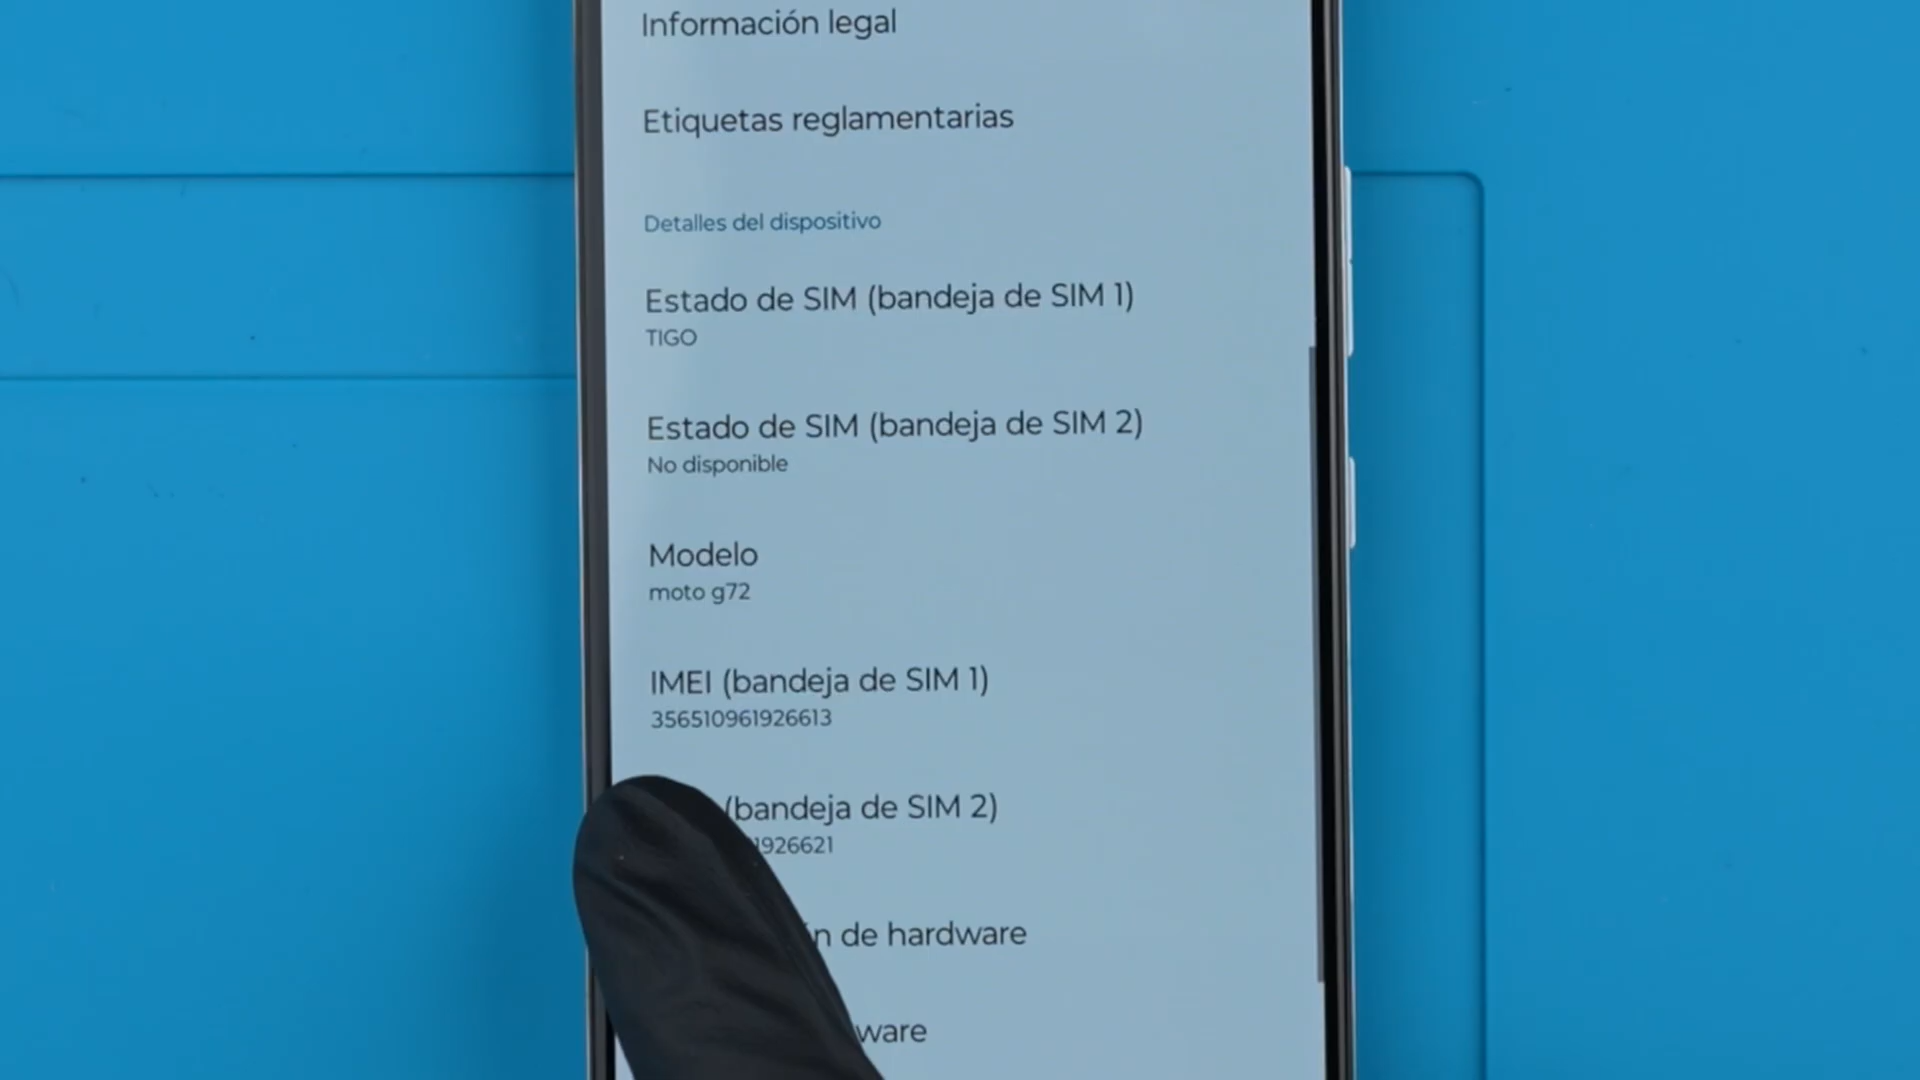 Información legal
Etiquetas reglamentarias
Detalles del dispositivo
Estado de SIM (bandeja de SIM 1)
TIGO
Estado de SIM (bandeja de SIM 2)
No disponible
Modelo
moto g72
IMEI (bandeja de SIM 1)
356510961926613
(bandeja de SIM 2)
1926621
de hardware